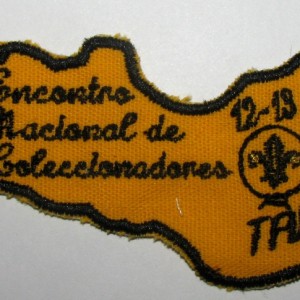 Encontro
Nacional de
Coleccionadores
12-13